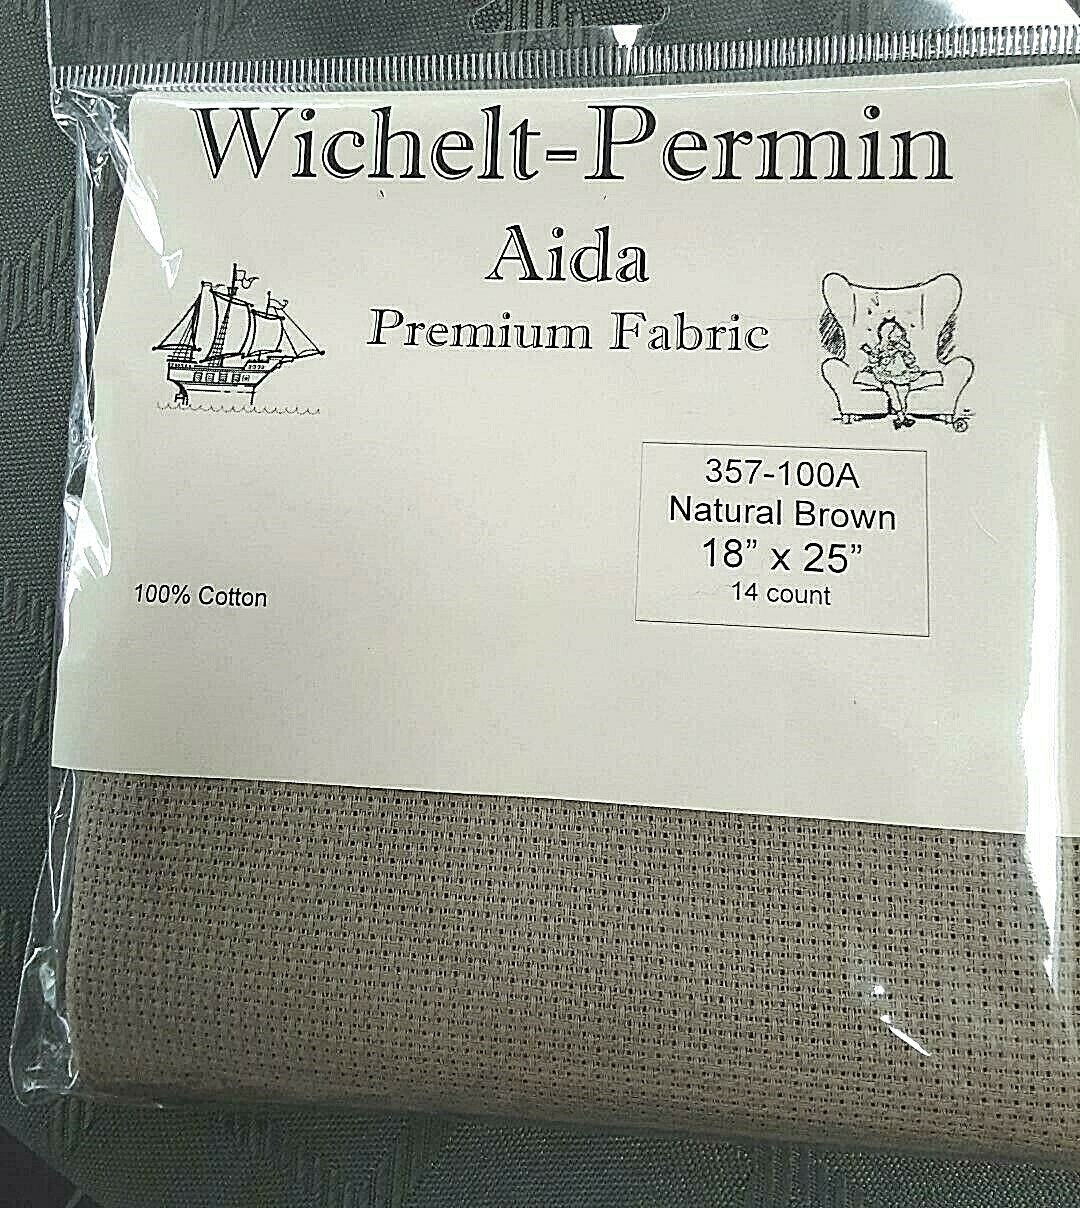 Wichelt-Permin
Aida
Premium Fabric
®
357-100A
Natural Brown
18” x 25”
14 count
100% Cotton